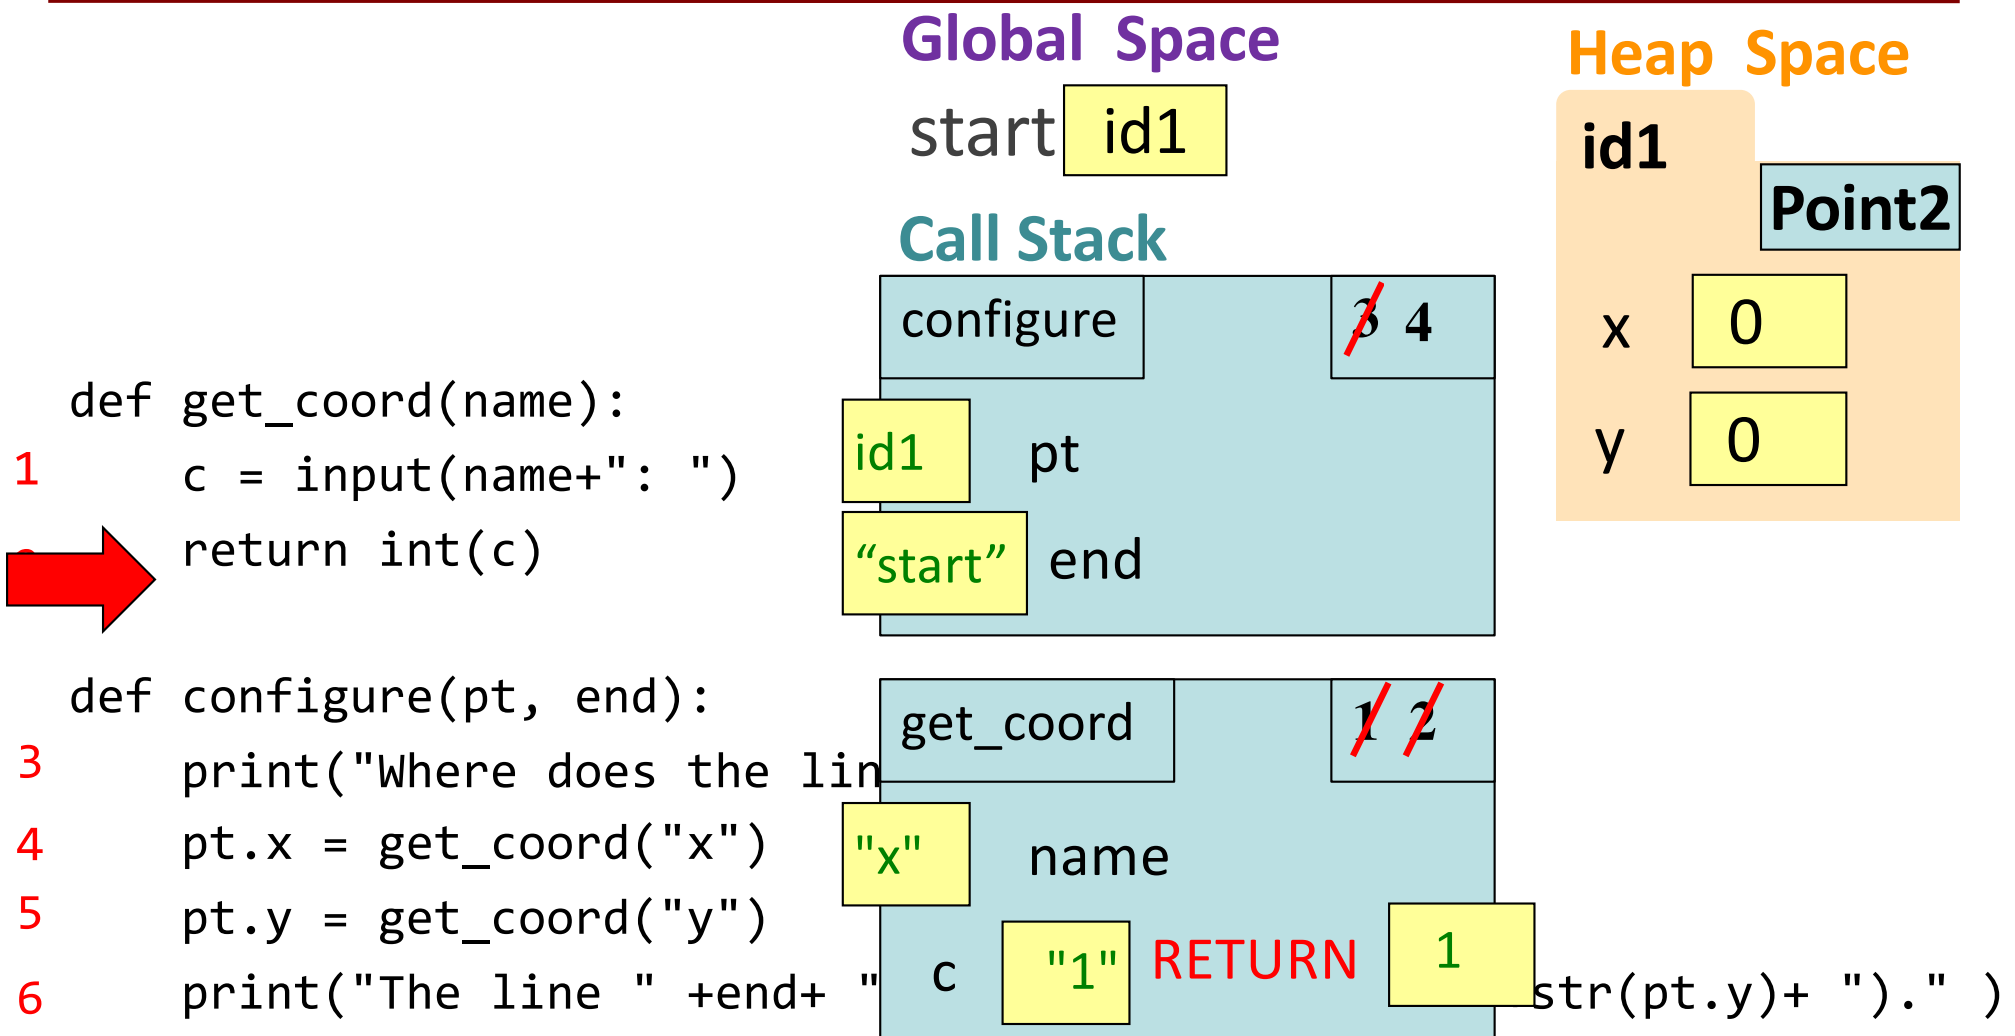 Global Space
Heap Space
start id1
id1
Point2
Call Stack
configure 3 4
x 0
def get_coord(name):
id1 pt
y 0
1 c = input(name+": ")
return int(c)
“start” end
def configure(pt, end):
get_coord 1 2
3 print("Where does the lin
4 pt.x = get_coord("x")
"x" name
5 pt.y = get_coord("y")
c "1" RETURN 1
6 print("The line " +end+ " str(pt.y)+ ")." )